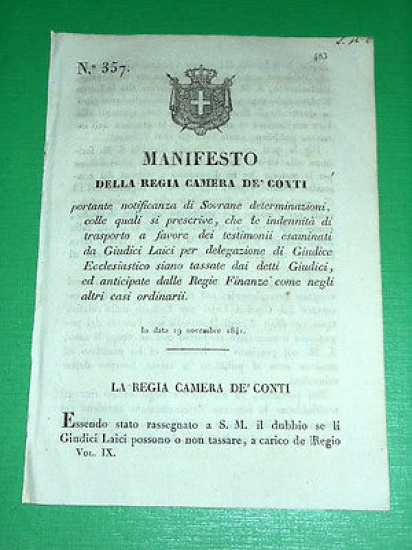 483
N.° 357.
MANIFESTO
DELLA REGIA CAMERA DE' CONTI
portante notificanza di Sovrane determinazioni,
colle quali si prescrive, che le indennità di
trasporto a favore dei testimonii esaminati
da Giudici Laici per delegazione di Giudice
Ecclesiastico siano tassate dai detti Giudici,
ed anticipate dalle Regie Finanze come negli
altri casi ordinarii.
In data 19 novembre 1841.
LA REGIA CAMERA DE' CONTI
Essendo stato rassegnato a S. M. il dubbio se li
Giudici Laici possono o non tassare, a carico de Regio
Vol. IX.